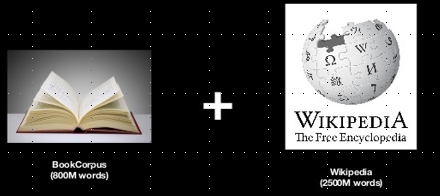 WIKIPEDIA
The Free Encyclopedia
BookCorpus
(800M words)
+
Wikipedia
(2500M words)